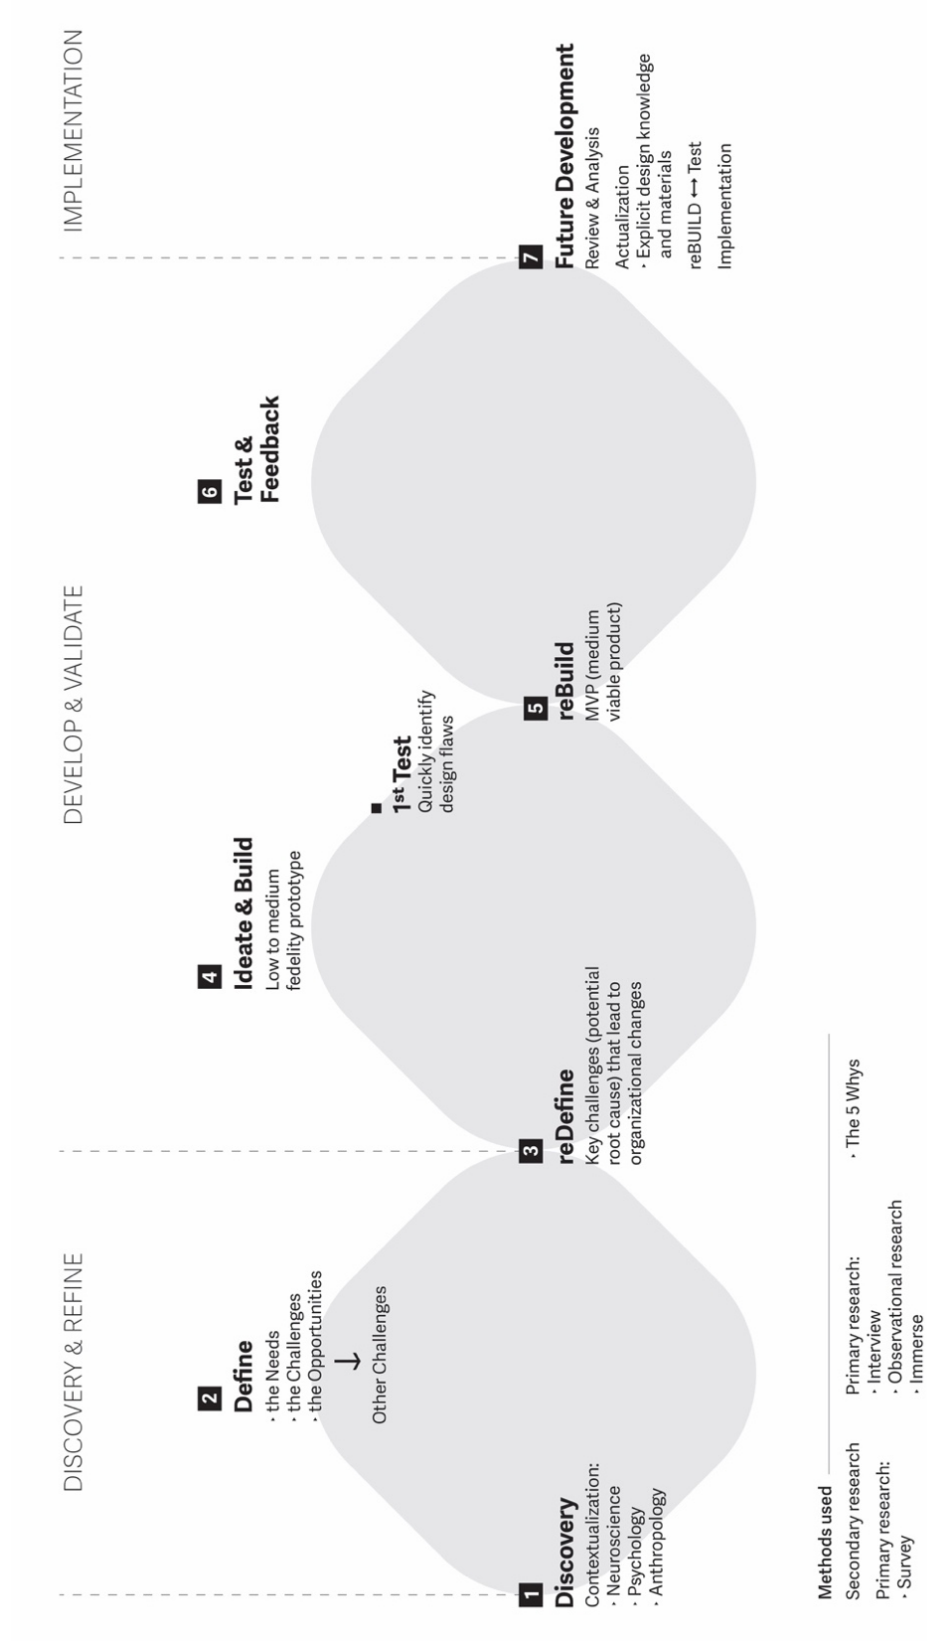 DISCOVERY & REFINE
DEVELOP & VALIDATE
IMPLEMENTATION
1
Discovery
Contextualization:
· Neuroscience
· Psychology
· Anthropology
2
Define
· the Needs
· the Challenges
· the Opportunities
↓
Other Challenges
3
reDefine
Key challenges (potential
root cause) that lead to
organizational changes
4
Ideate & Build
Low to medium
fedelity prototype
1st Test
Quickly identify
design flaws
5
reBuild
MVP (medium
viable product)
6
Test &
Feedback
7
Future Development
Review & Analysis
Actualization
· Explicit design knowledge
and materials
reBUILD ↔ Test
Implementation
Methods used
Secondary research
Primary research:
· Survey
Primary research:
· Interview
· Observational research
· Immerse
· The 5 Whys